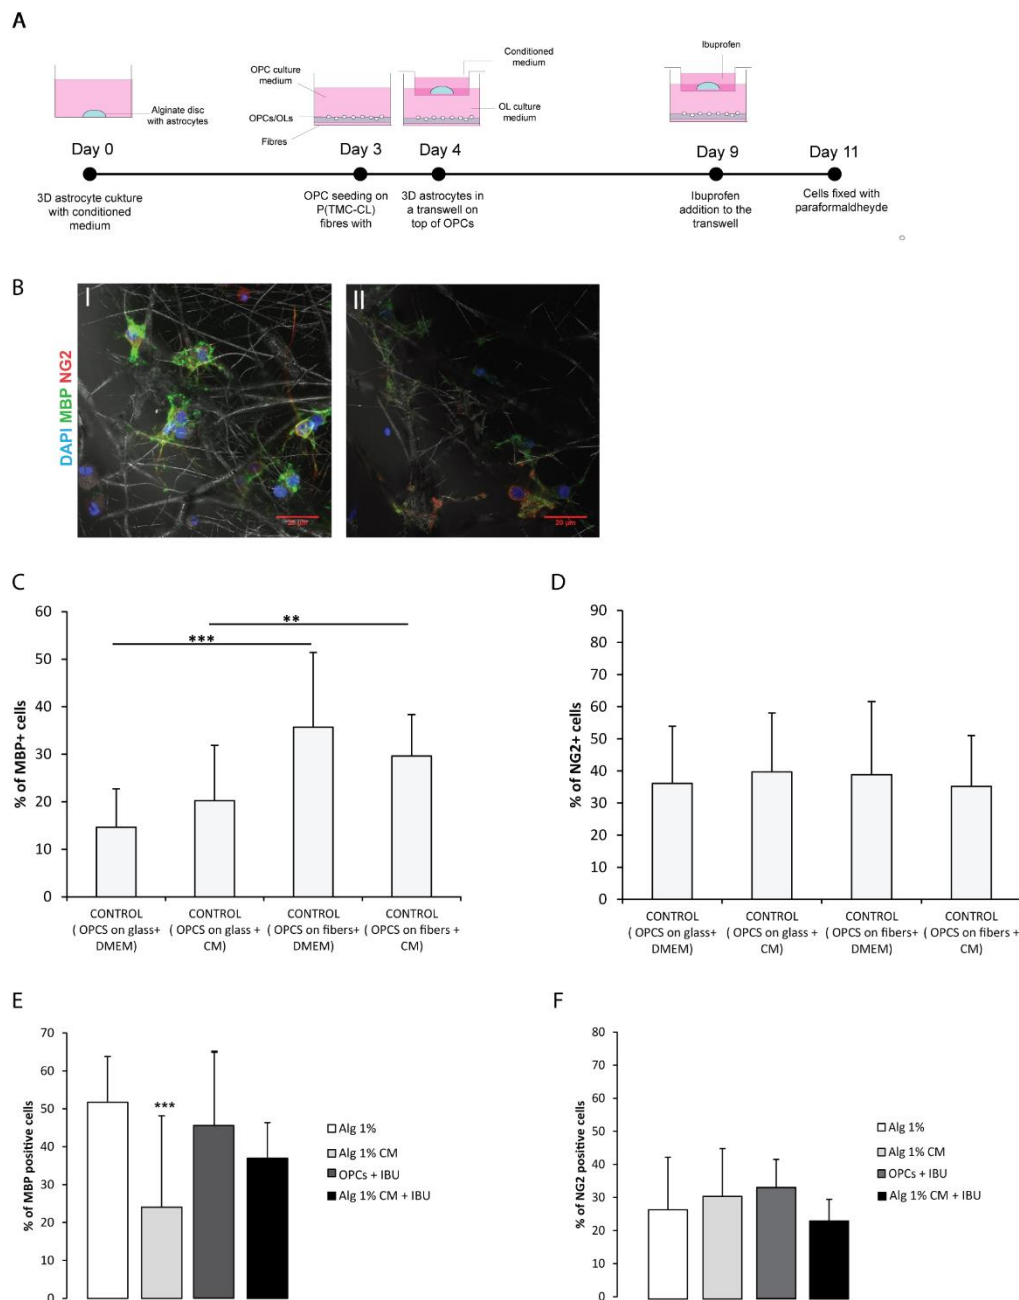 A
Alginate disc
with astrocytes
OPC culture
medium
OPCs/OLs
Fibres
Conditioned
medium
OL culture
medium
Ibuprofen
Day 0
Day 3
Day 4
Day 9
Day 11
3D astrocyte cukture
with conditioned
medium
OPC seeding on
P(TMC-CL)
fibres with
3D astrocytes in
a transwell on
top of OPCs
Ibuprofen
addition to the
transwell
Cells fixed with
paraformaldheyde
B
DAPI MBP NG2
I
20 µm
II
20 µm
C
% of MBP+ cells
60
50
40
30
20
10
0
***
**
CONTROL
( OPCS on glass+
DMEM)
CONTROL
( OPCS on glass +
CM)
CONTROL
( OPCS on fibers+
DMEM)
CONTROL
( OPCS on fibers +
CM)
D
% of NG2+ cells
90
80
70
60
50
40
30
20
10
0
CONTROL
( OPCS on glass+
DMEM)
CONTROL
( OPCS on glass +
CM)
CONTROL
( OPCS on fibers+
DMEM)
CONTROL
( OPCS on fibers +
CM)
E
% of MBP positive cells
70
60
50
40
30
20
10
0
***
Alg 1%
Alg 1% CM
OPCs + IBU
Alg 1% CM + IBU
F
% of NG2 positive cells
80
70
60
50
40
30
20
10
0
Alg 1%
Alg 1% CM
OPCs + IBU
Alg 1% CM + IBU